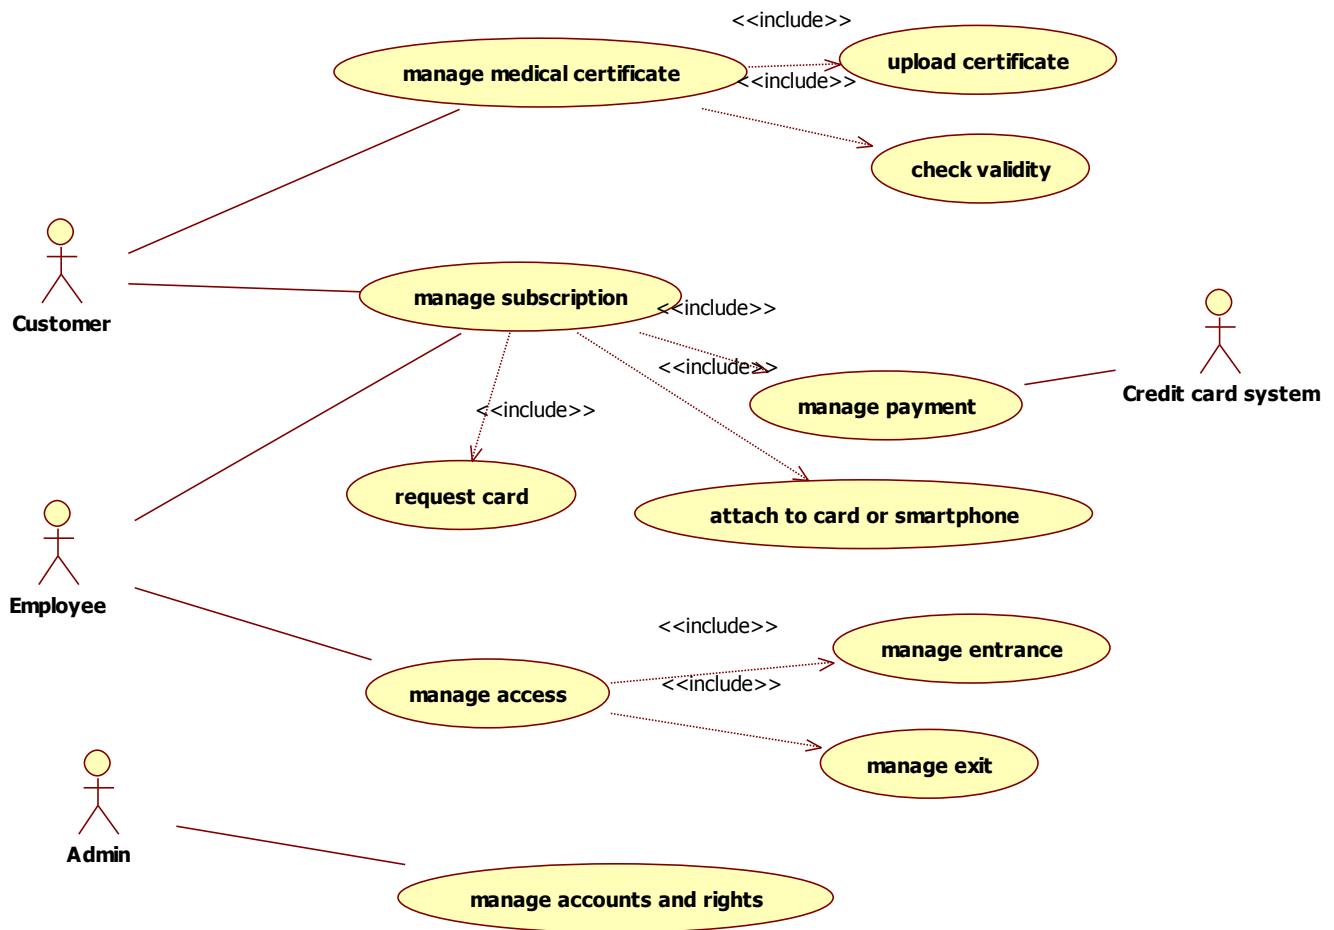 <<include>>
upload certificate
manage medical certificate
<<include>>
check validity
Customer
manage subscription
<<include>>
<<include>>
Credit card system
manage payment
<<include>>
request card
attach to card or smartphone
Employee
<<include>>
manage entrance
<<include>>
manage access
manage exit
Admin
manage accounts and rights